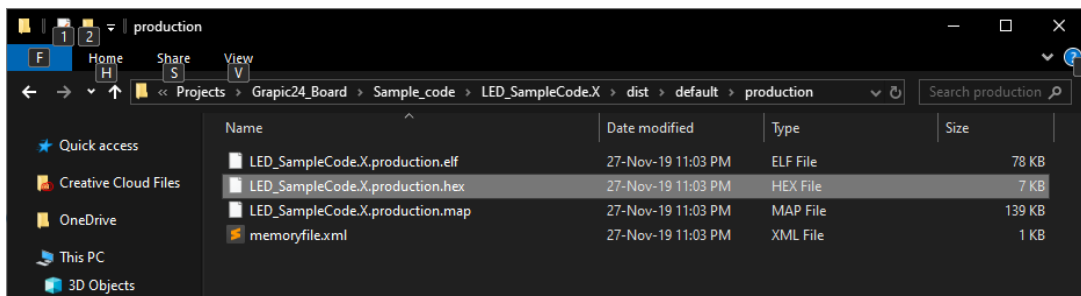 production
1 2
F Home Share View
H S V
« Projects > Grapic24_Board > Sample_code > LED_SampleCode.X > dist > default > production Search production
Name Date modified Type Size
Quick access
LED_SampleCode.X.production.elf 27-Nov-19 11:03 PM ELF File 78 KB
Creative Cloud Files
LED_SampleCode.X.production.hex 27-Nov-19 11:03 PM HEX File 7 KB
OneDrive
LED_SampleCode.X.production.map 27-Nov-19 11:03 PM MAP File 139 KB
memoryfile.xml 27-Nov-19 11:03 PM XML File 1 KB
This PC
3D Objects